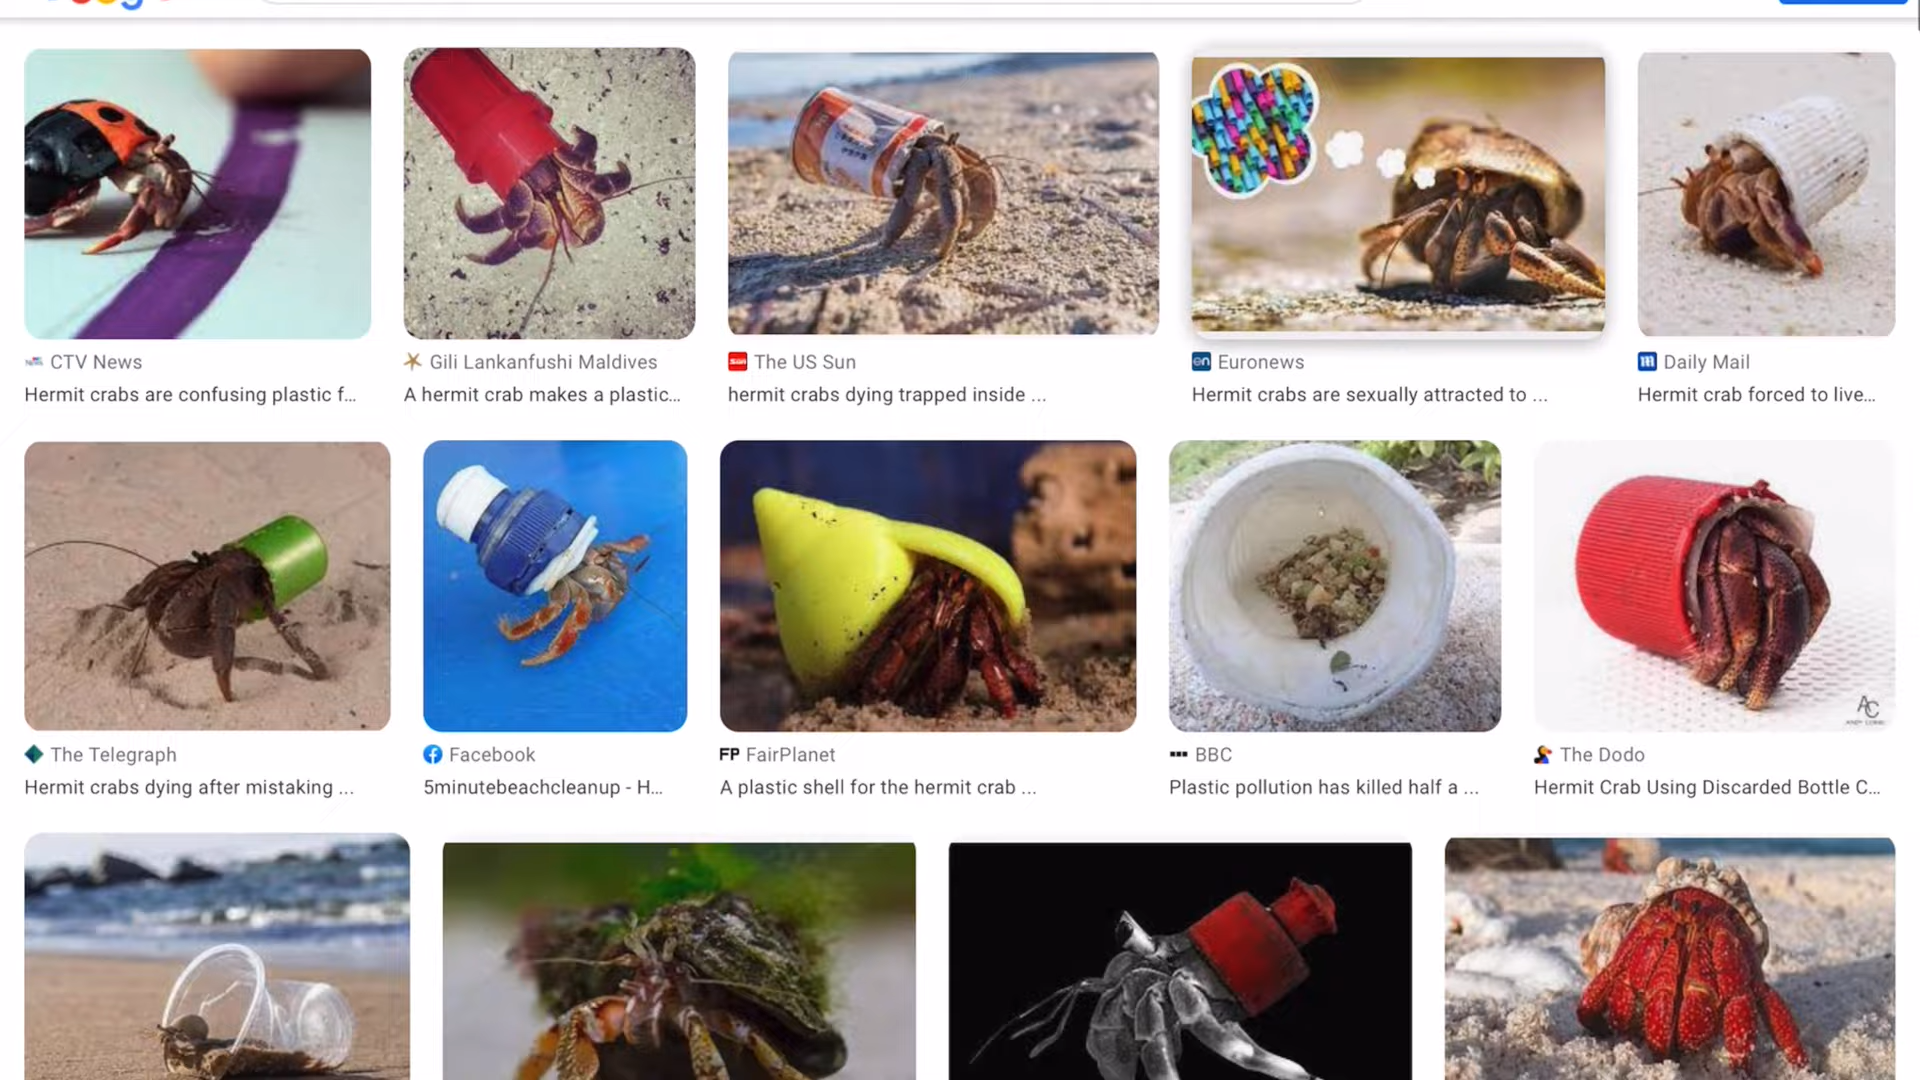 CTV News
Gili Lankanfushi Maldives
The US Sun
Euronews
Daily Mail
Hermit crabs are confusing plastic f...
A hermit crab makes a plastic...
hermit crabs dying trapped inside ...
Hermit crabs are sexually attracted to ...
Hermit crab forced to live...
The Telegraph
Facebook
FP FairPlanet
BBC
The Dodo
Hermit crabs dying after mistaking ...
5minutebeachcleanup - H...
A plastic shell for the hermit crab ...
Plastic pollution has killed half a ...
Hermit Crab Using Discarded Bottle C...